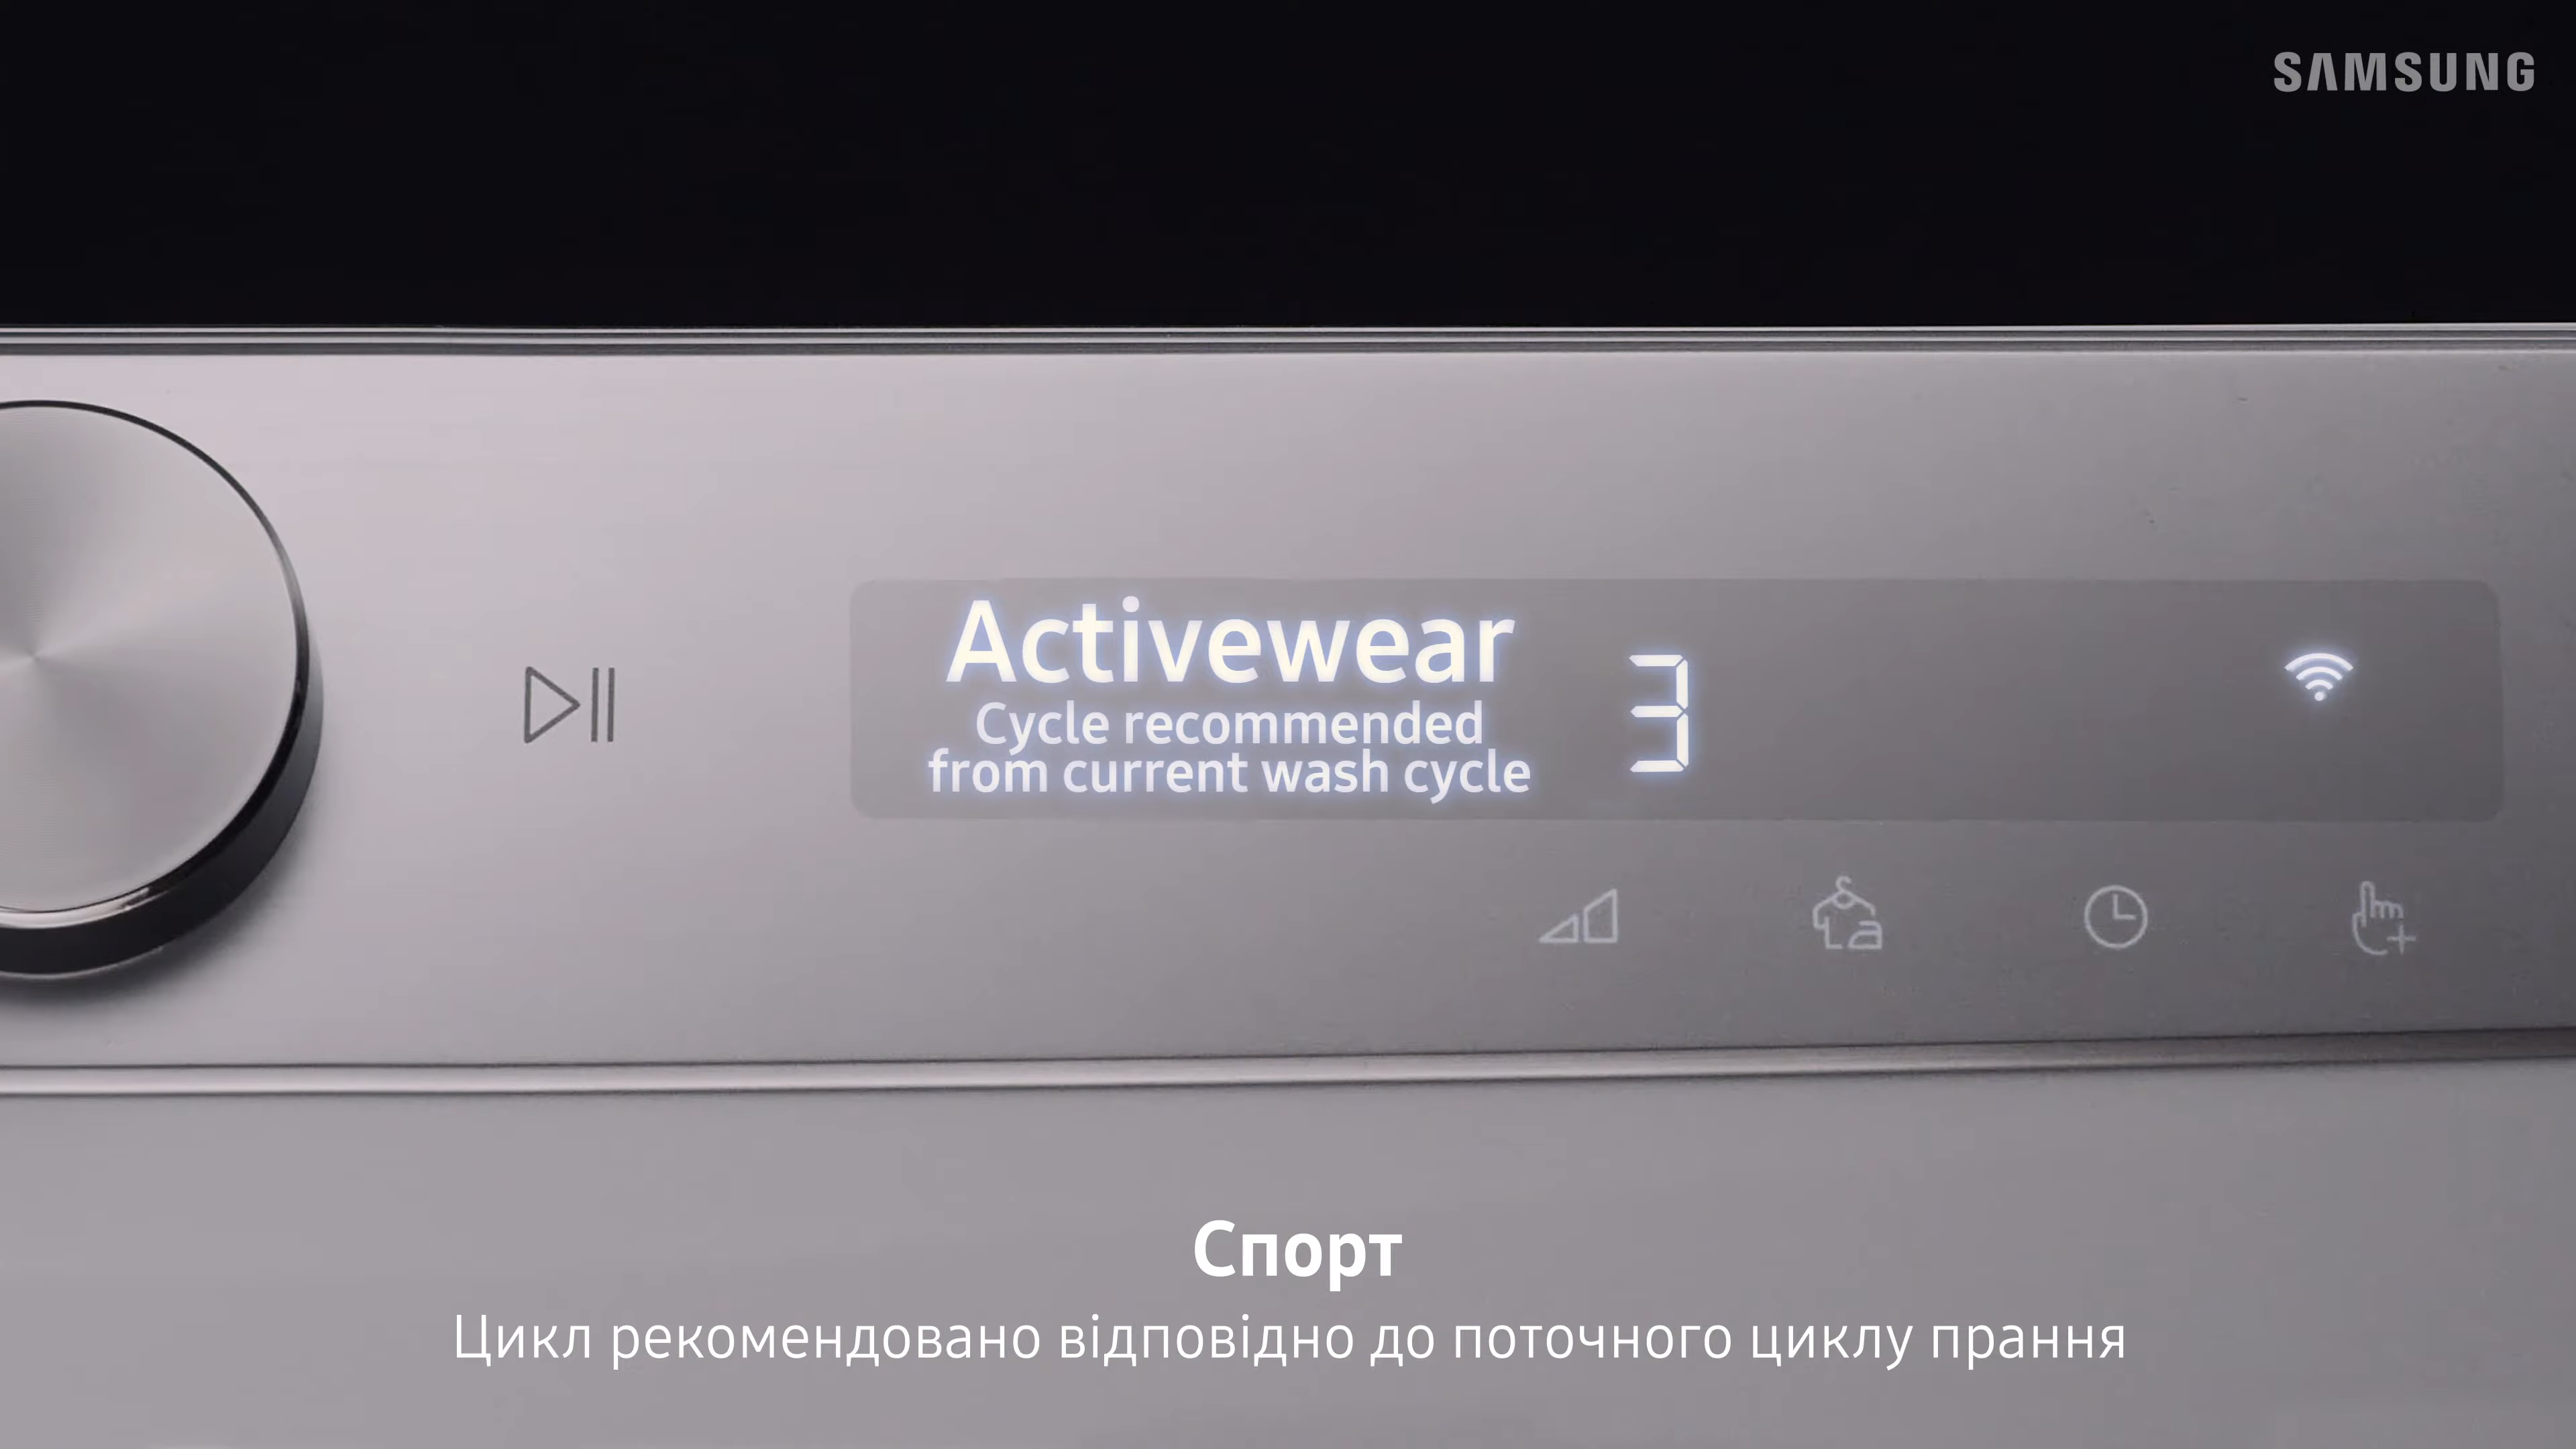 SAMSUNG
Activewear
Cycle recommended
from current wash cycle
3
Спорт
Цикл рекомендовано відповідно до поточного циклу прання